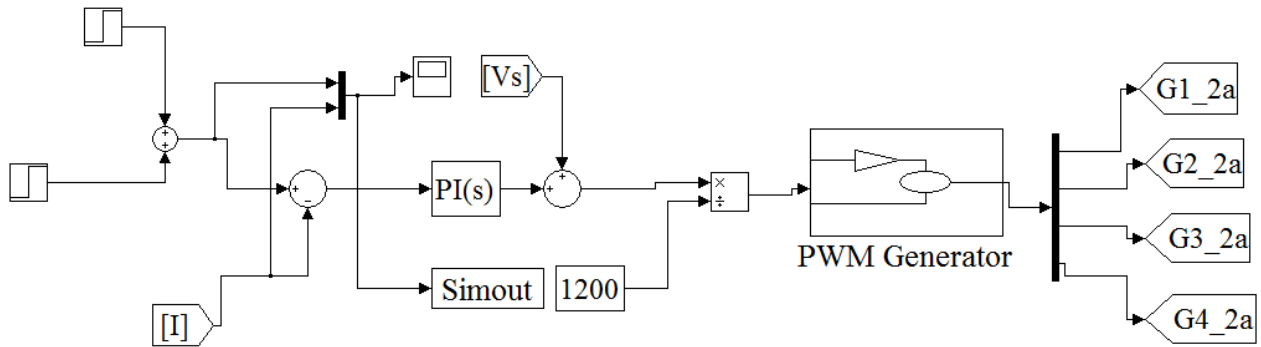 [Vs]
G1_2a
+
+
×
÷
G2_2a
+
−
PI(s)
+
+
PWM Generator
G3_2a
Simout
1200
[I]
G4_2a